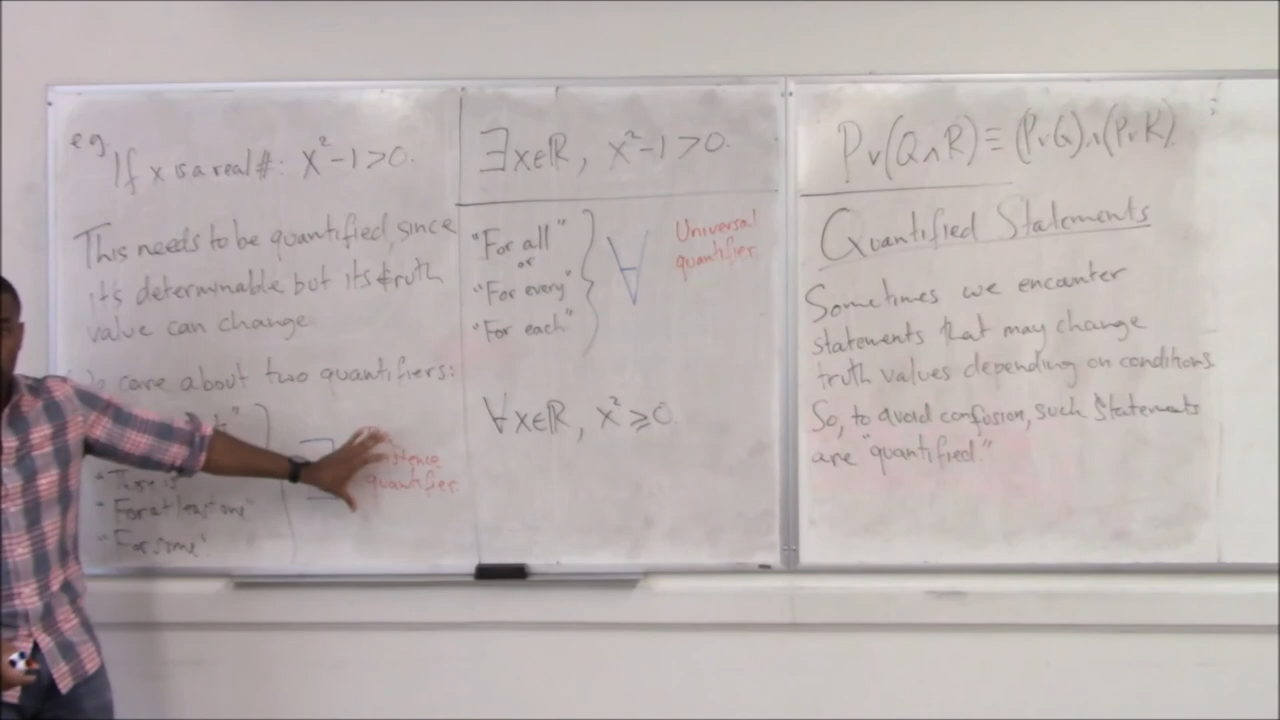 e.g.
If x is a real #: x²-1>0.
This needs to be quantified, since
it's determinable but its truth
value can change.
care about two quantifiers:
"There is"
"For at least one"
"For some"
∃
quantifier
∃x∈ℝ, x²-1>0.
"For all"
or
"For every"
"For each"
∀
Universal
quantifier
∀x∈ℝ, x²≥0.
P∨(Q∧R)≡(P∨Q)∧(P∨R)
Quantified Statements
Sometimes we encounter
statements that may change
truth values depending on conditions.
So, to avoid confusion, such statements
are "quantified."